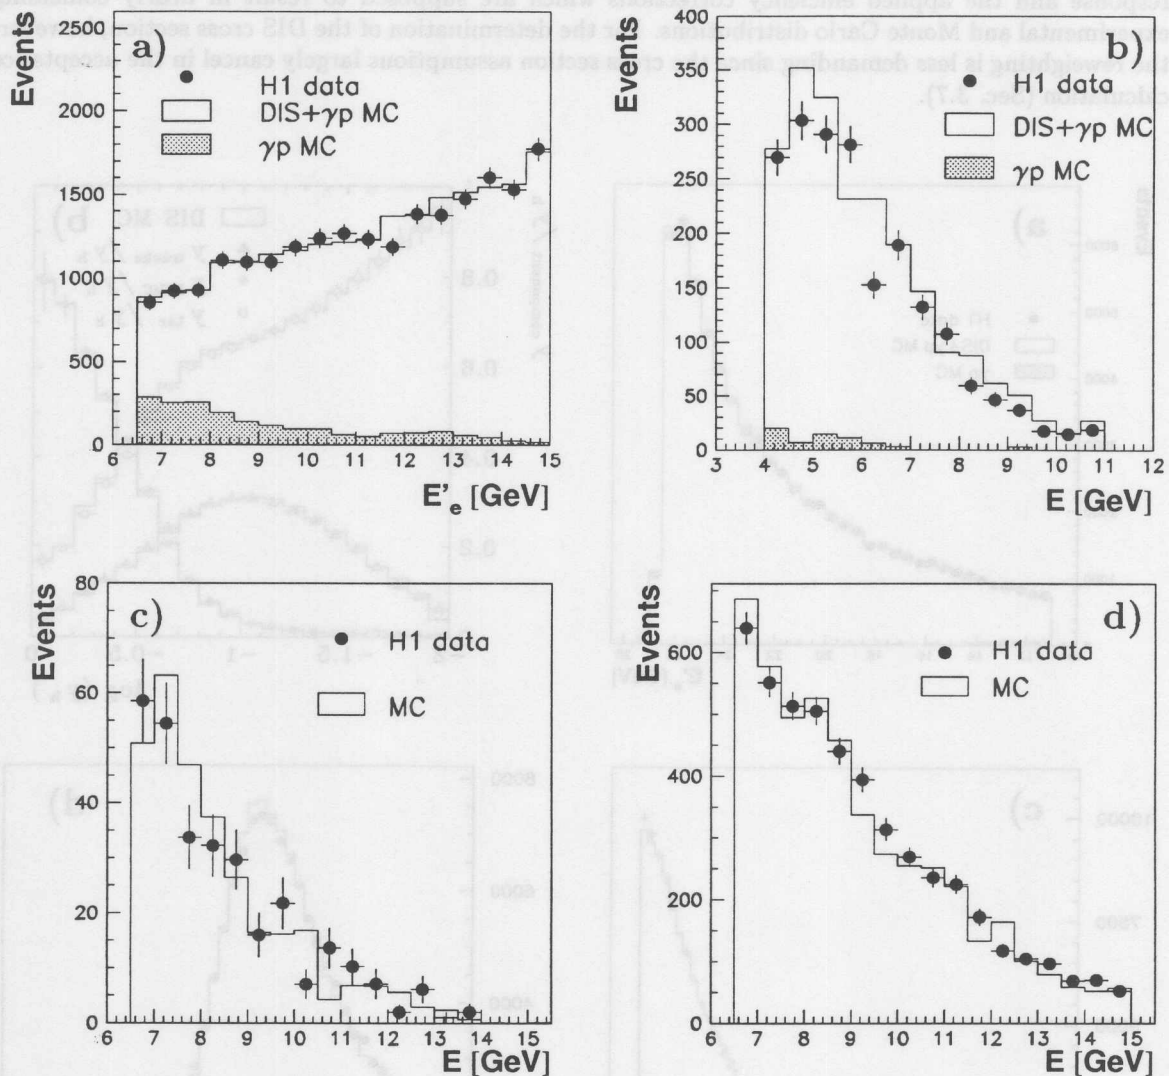 a)
Events
2500
2000
1500
1000
500
0
H1 data
DIS+γp MC
γp MC
6 7 8 9 10 11 12 13 14 15
E'e [GeV]
b)
Events
400
350
300
250
200
150
100
50
0
H1 data
DIS+γp MC
γp MC
3 4 5 6 7 8 9 10 11 12
E [GeV]
c)
Events
80
60
40
20
0
H1 data
MC
6 7 8 9 10 11 12 13 14 15
E [GeV]
d)
Events
600
400
200
0
H1 data
MC
6 7 8 9 10 11 12 13 14 15
E [GeV]